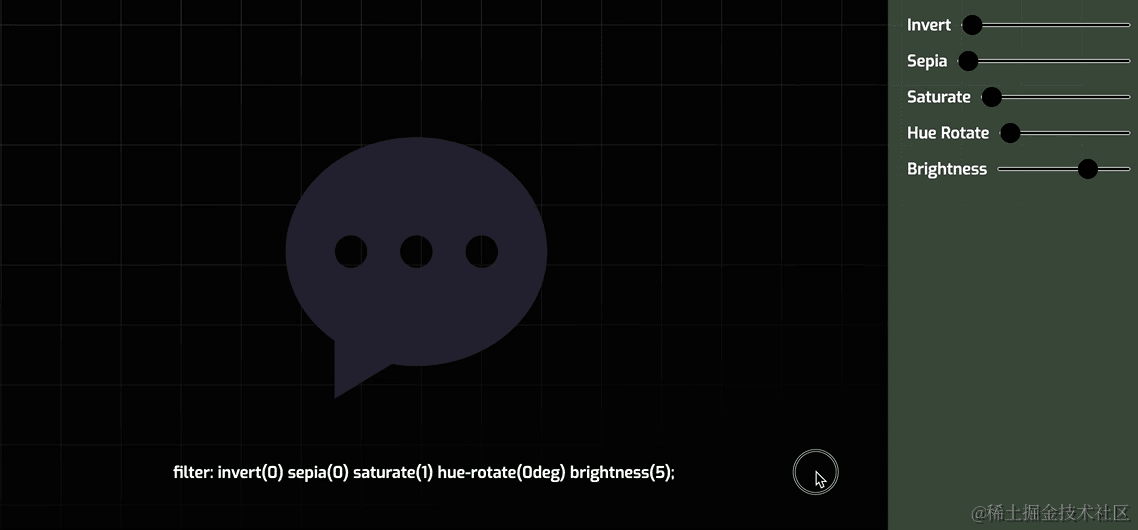 Invert
Sepia
Saturate
Hue Rotate
Brightness
filter: invert(0) sepia(0) saturate(1) hue-rotate(0deg) brightness(5);
@稀土掘金技术社区